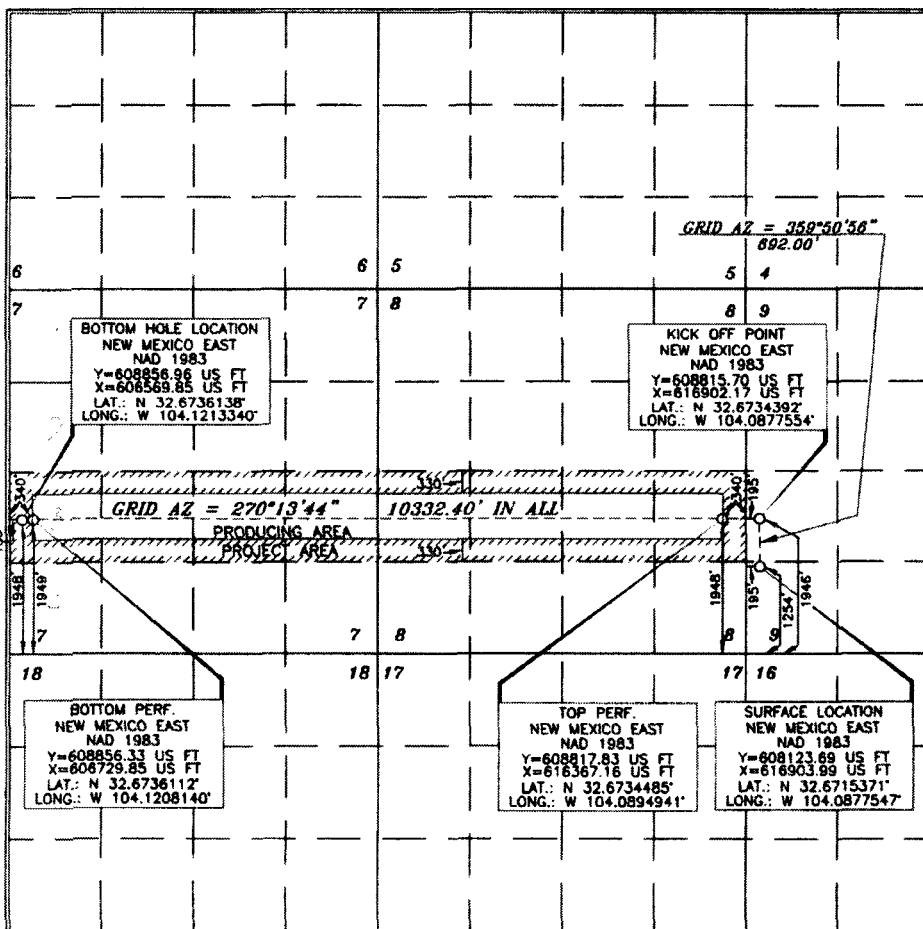 GRID AZ = 359°50'56"
692.00'
6
6 5
5 4
7
7 8
8 9
BOTTOM HOLE LOCATION
NEW MEXICO EAST
NAD 1983
Y=608856.96 US FT
X=606569.85 US FT
LAT.: N 32.6736138°
LONG.: W 104.1213340°
KICK OFF POINT
NEW MEXICO EAST
NAD 1983
Y=608815.70 US FT
X=616902.17 US FT
LAT.: N 32.6734392°
LONG.: W 104.0877554°
340'
330'
340'
195'
GRID AZ = 270°13'44" 10332.40' IN ALL
PRODUCING AREA
PROJECT AREA
330'
1948'
1949'
1948'
195'
1254'
1946'
7
7 8
8 9
18
18 17
17 16
BOTTOM PERF.
NEW MEXICO EAST
NAD 1983
Y=608856.33 US FT
X=606729.85 US FT
LAT.: N 32.6736112°
LONG.: W 104.1208140°
TOP PERF.
NEW MEXICO EAST
NAD 1983
Y=608817.83 US FT
X=616367.16 US FT
LAT.: N 32.6734485°
LONG.: W 104.0894941°
SURFACE LOCATION
NEW MEXICO EAST
NAD 1983
Y=608123.69 US FT
X=616903.99 US FT
LAT.: N 32.6715371°
LONG.: W 104.0877547°